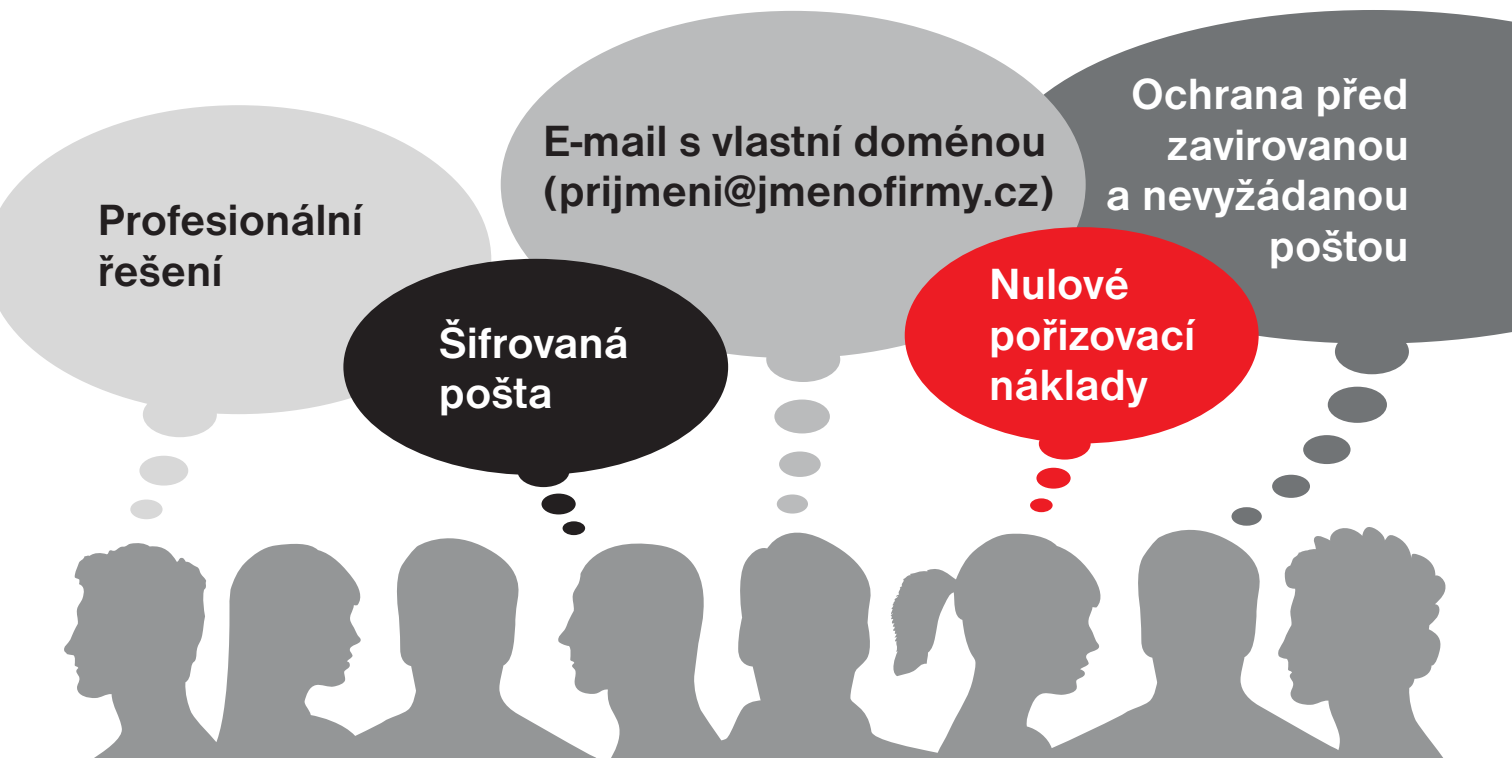 Profesionální
řešení
Šifrovaná
pošta
E-mail s vlastní doménou
(prijmeni@jmenofirmy.cz)
Nulové
pořizovací
náklady
Ochrana před
zavirovanou
a nevyžádanou
poštou